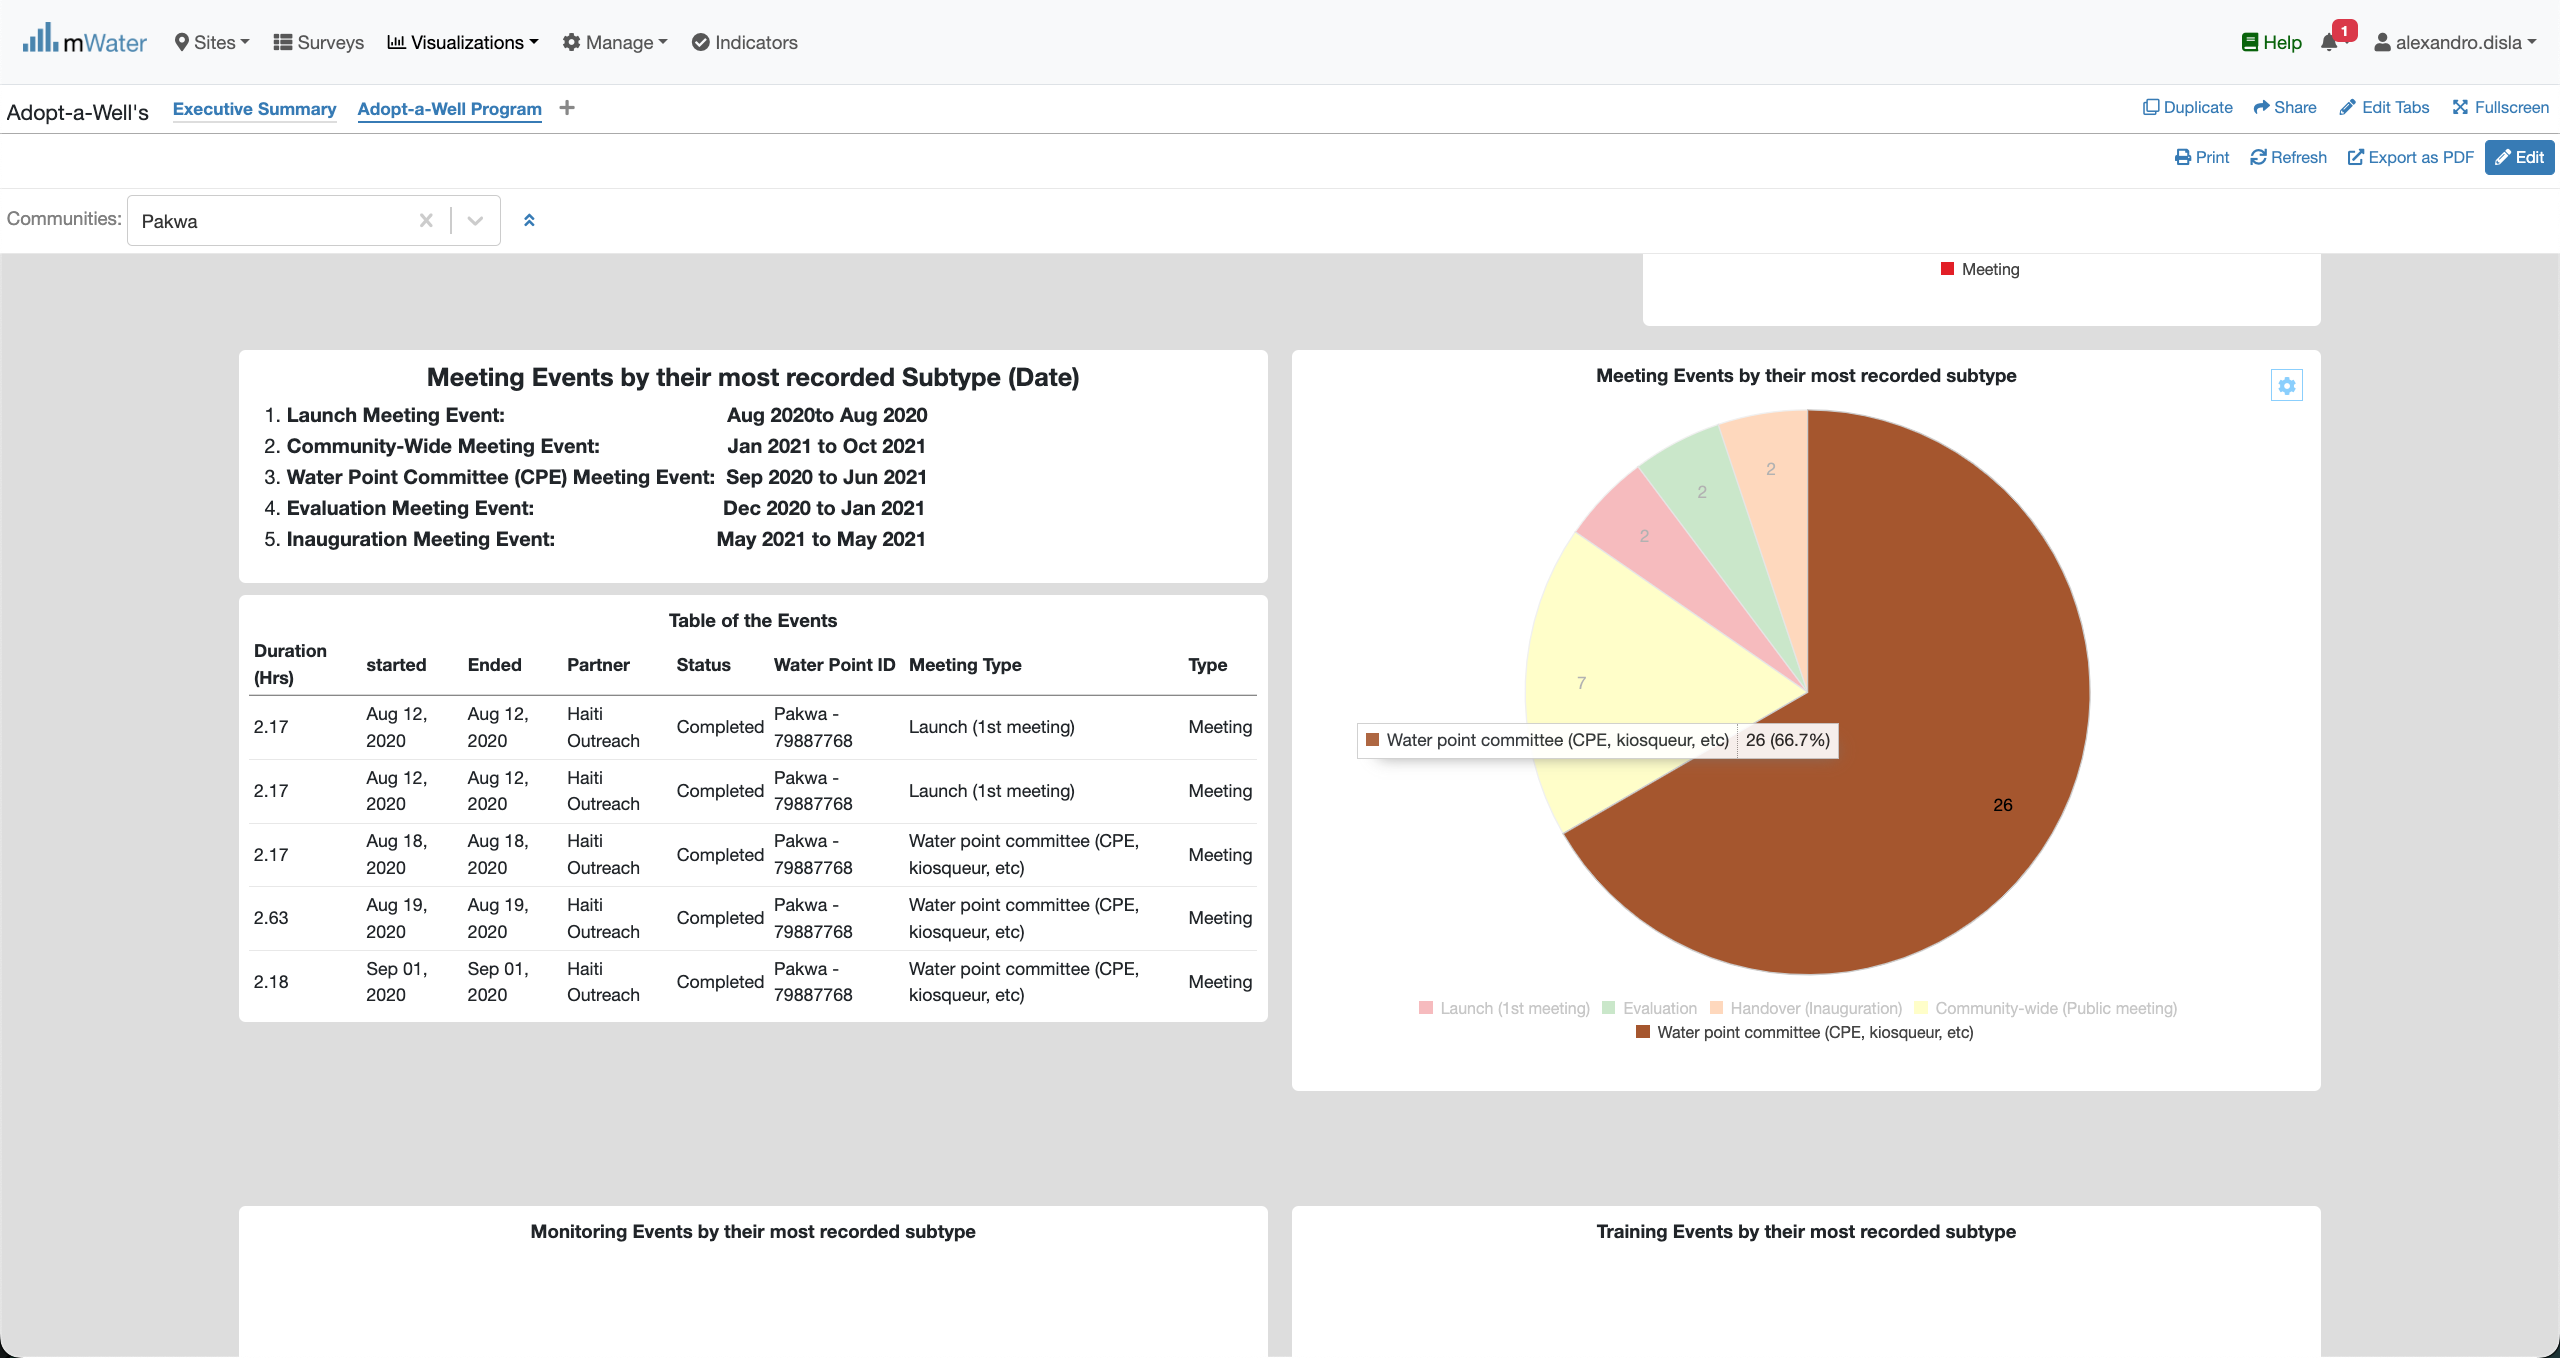 mWater Sites Surveys Visualizations Manage Indicators Help 1 alexandro.disla
Adopt-a-Well's Executive Summary Adopt-a-Well Program + Duplicate Share Edit Tabs Fullscreen
Print Refresh Export as PDF Edit
Communities: Pakwa
Meeting
Meeting Events by their most recorded Subtype (Date)
1. Launch Meeting Event: Aug 2020to Aug 2020
2. Community-Wide Meeting Event: Jan 2021 to Oct 2021
3. Water Point Committee (CPE) Meeting Event: Sep 2020 to Jun 2021
4. Evaluation Meeting Event: Dec 2020 to Jan 2021
5. Inauguration Meeting Event: May 2021 to May 2021
Table of the Events
Duration (Hrs) started Ended Partner Status Water Point ID Meeting Type Type
2.17 Aug 12, 2020 Aug 12, 2020 Haiti Outreach Completed Pakwa - 79887768 Launch (1st meeting) Meeting
2.17 Aug 12, 2020 Aug 12, 2020 Haiti Outreach Completed Pakwa - 79887768 Launch (1st meeting) Meeting
2.17 Aug 18, 2020 Aug 18, 2020 Haiti Outreach Completed Pakwa - 79887768 Water point committee (CPE, kiosqueur, etc) Meeting
2.63 Aug 19, 2020 Aug 19, 2020 Haiti Outreach Completed Pakwa - 79887768 Water point committee (CPE, kiosqueur, etc) Meeting
2.18 Sep 01, 2020 Sep 01, 2020 Haiti Outreach Completed Pakwa - 79887768 Water point committee (CPE, kiosqueur, etc) Meeting
Meeting Events by their most recorded subtype
2
2
2
7
Water point committee (CPE, kiosqueur, etc) 26 (66.7%)
26
Launch (1st meeting) Evaluation Handover (Inauguration) Community-wide (Public meeting)
Water point committee (CPE, kiosqueur, etc)
Monitoring Events by their most recorded subtype
Training Events by their most recorded subtype